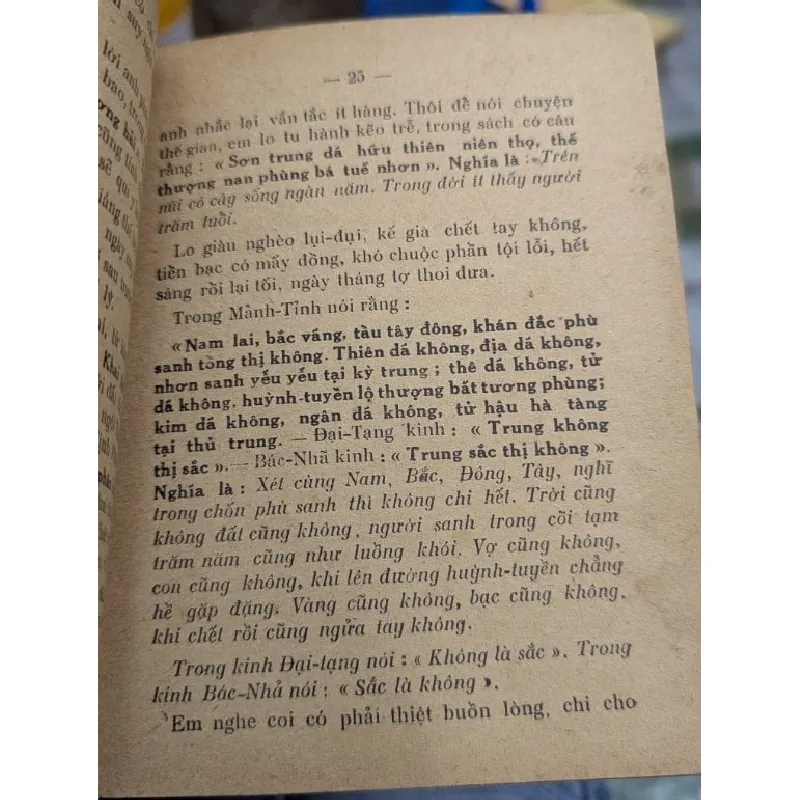 — 25 —
anh nhắc lại vắn tắc ít hàng. Thôi để nói chuyện
thế gian, em lo tu hành kẽo trễ, trong sách có câu
rằng : « Sơn trung dá hữu thiên niên thọ, thế
thượng nan phùng bá tuế nhơn ». Nghĩa là : Trên
núi có cây sống ngàn năm. Trong đời ít thấy người
trăm tuổi.
Lo giàu nghèo lụi-đụi, kế già chết tay không,
tiền bạc có mấy đồng, khó chuộc phần tội lỗi, hết
sáng rồi lại tối, ngày tháng tợ thoi đưa.
Trong Mãnh-Tỉnh nói rằng :
«Nam lai, bắc váng, tầu tây đông, khán đắc phù
sanh tổng thị không. Thiên dá không, địa dá không,
nhơn sanh yếu yếu tại kỳ trung ; thê dá không, tử
dá không, huỳnh-tuyền lộ thượng bất tương phùng;
kim dá không, ngân dá không, tử hậu hà tàng
tại thủ trung. — Đại-Tạng kinh : « Trung không
thị sắc ».— Bác-Nhã kinh : « Trung sắc thị không ».
Nghĩa là : Xét cùng Nam, Bắc, Đông, Tây, nghĩ
trong chốn phù sanh thì không chi hết. Trời cũng
không đất cũng không, người sanh trong cõi tạm
trăm năm cũng như luồng khói. Vợ cũng không,
con cũng không, khi lên đường huỳnh-tuyền chẳng
hề gặp đặng. Vàng cũng không, bạc cũng không.
khi chết rồi cũng ngửa tay không.
Trong kinh Đại-tạng nói : « Không là sắc ». Trong
kinh Bác-Nhả nói : « Sắc là không ».
Em nghe coi có phải thiệt buồn lòng, chi cho